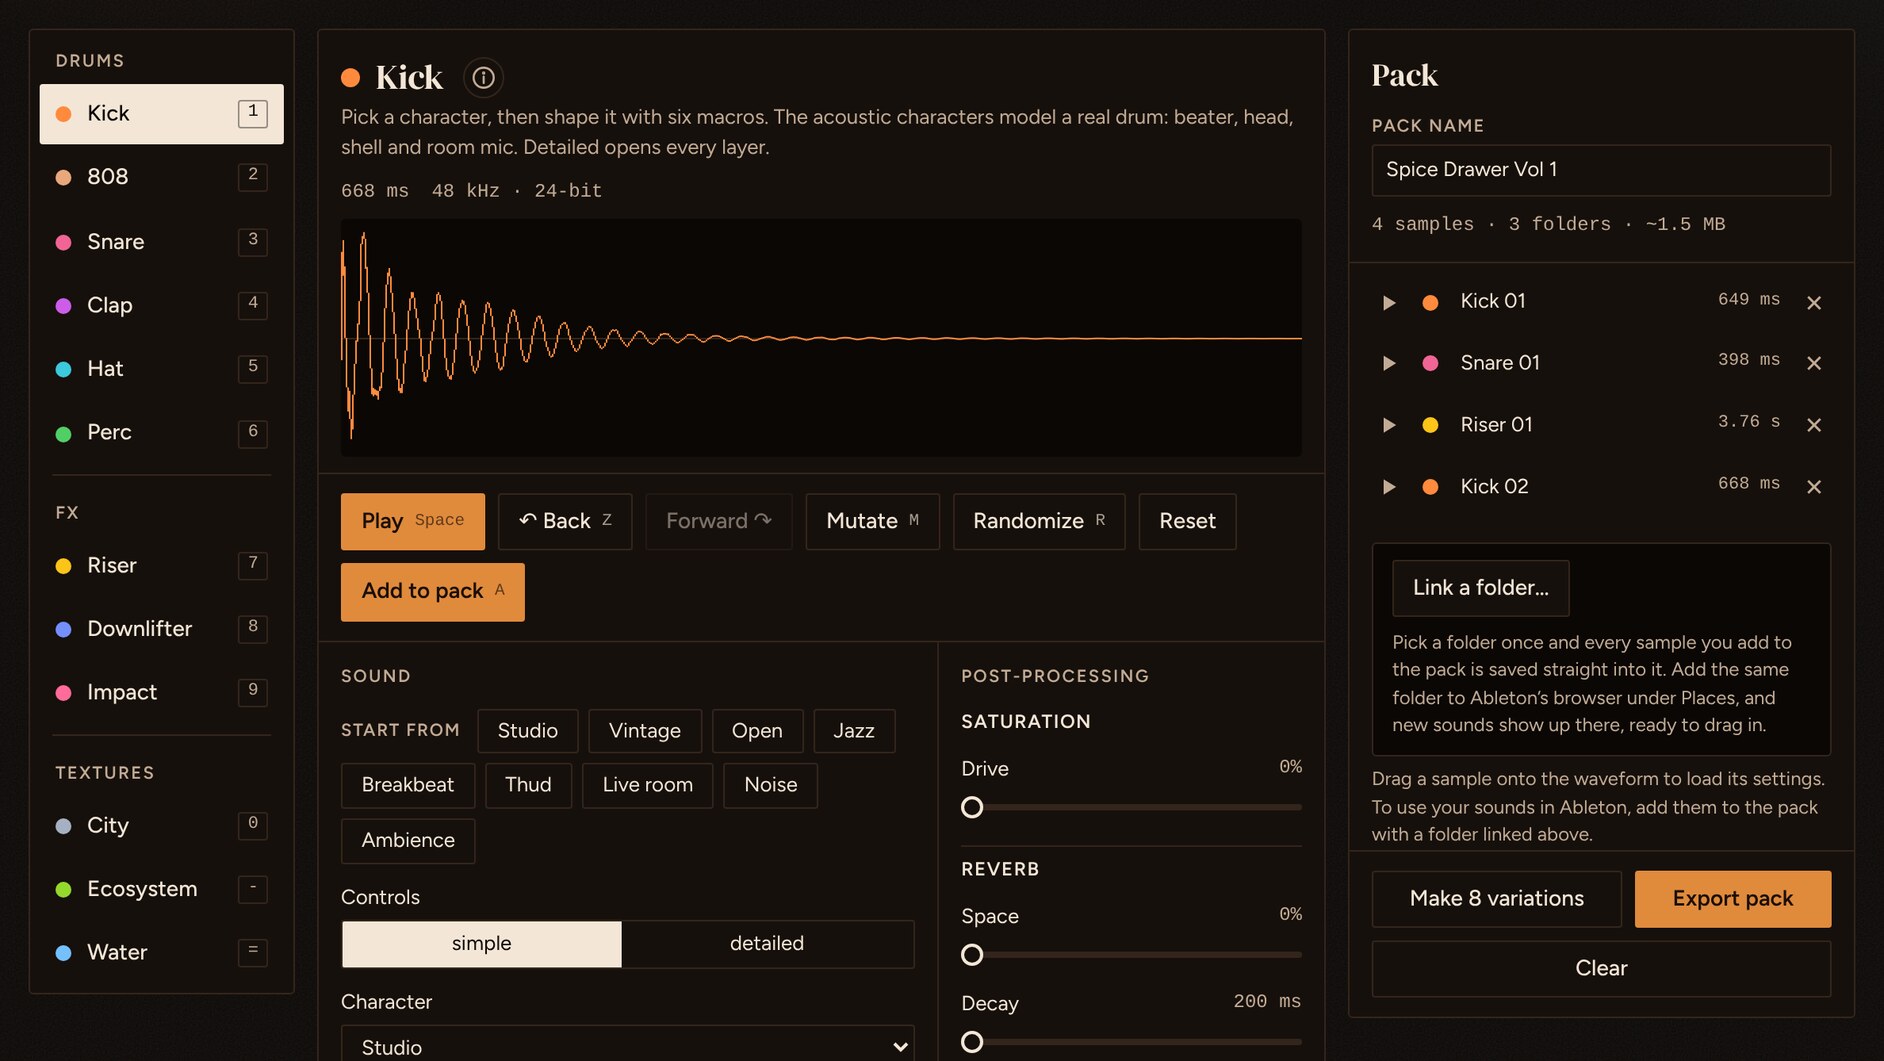 DRUMS
Kick 1
808 2
Snare 3
Clap 4
Hat 5
Perc 6
FX
Riser 7
Downlifter 8
Impact 9
TEXTURES
City 0
Ecosystem -
Water =
Kick
Pick a character, then shape it with six macros. The acoustic characters model a real drum: beater, head,
shell and room mic. Detailed opens every layer.
668 ms 48 kHz · 24-bit
Play Space ↶ Back Z Forward ↷ Mutate M Randomize R Reset
Add to pack A
SOUND
START FROM Studio Vintage Open Jazz
Breakbeat Thud Live room Noise
Ambience
Controls
simple detailed
Character
Studio
POST-PROCESSING
SATURATION
Drive 0%
REVERB
Space 0%
Decay 200 ms
Pack
PACK NAME
Spice Drawer Vol 1
4 samples · 3 folders · ~1.5 MB
Kick 01 649 ms ×
Snare 01 398 ms ×
Riser 01 3.76 s ×
Kick 02 668 ms ×
Link a folder...
Pick a folder once and every sample you add to
the pack is saved straight into it. Add the same
folder to Ableton's browser under Places, and
new sounds show up there, ready to drag in.
Drag a sample onto the waveform to load its settings.
To use your sounds in Ableton, add them to the pack
with a folder linked above.
Make 8 variations Export pack
Clear